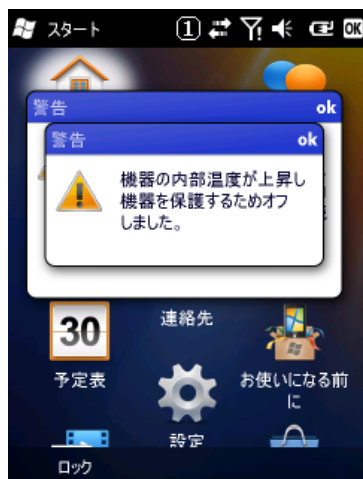 スタート
1
OK
警告 ok
警告 ok
機器の内部温度が上昇し
機器を保護するためオフ
しました。
30
連絡先
予定表
お使いになる前
に
設定
ロック